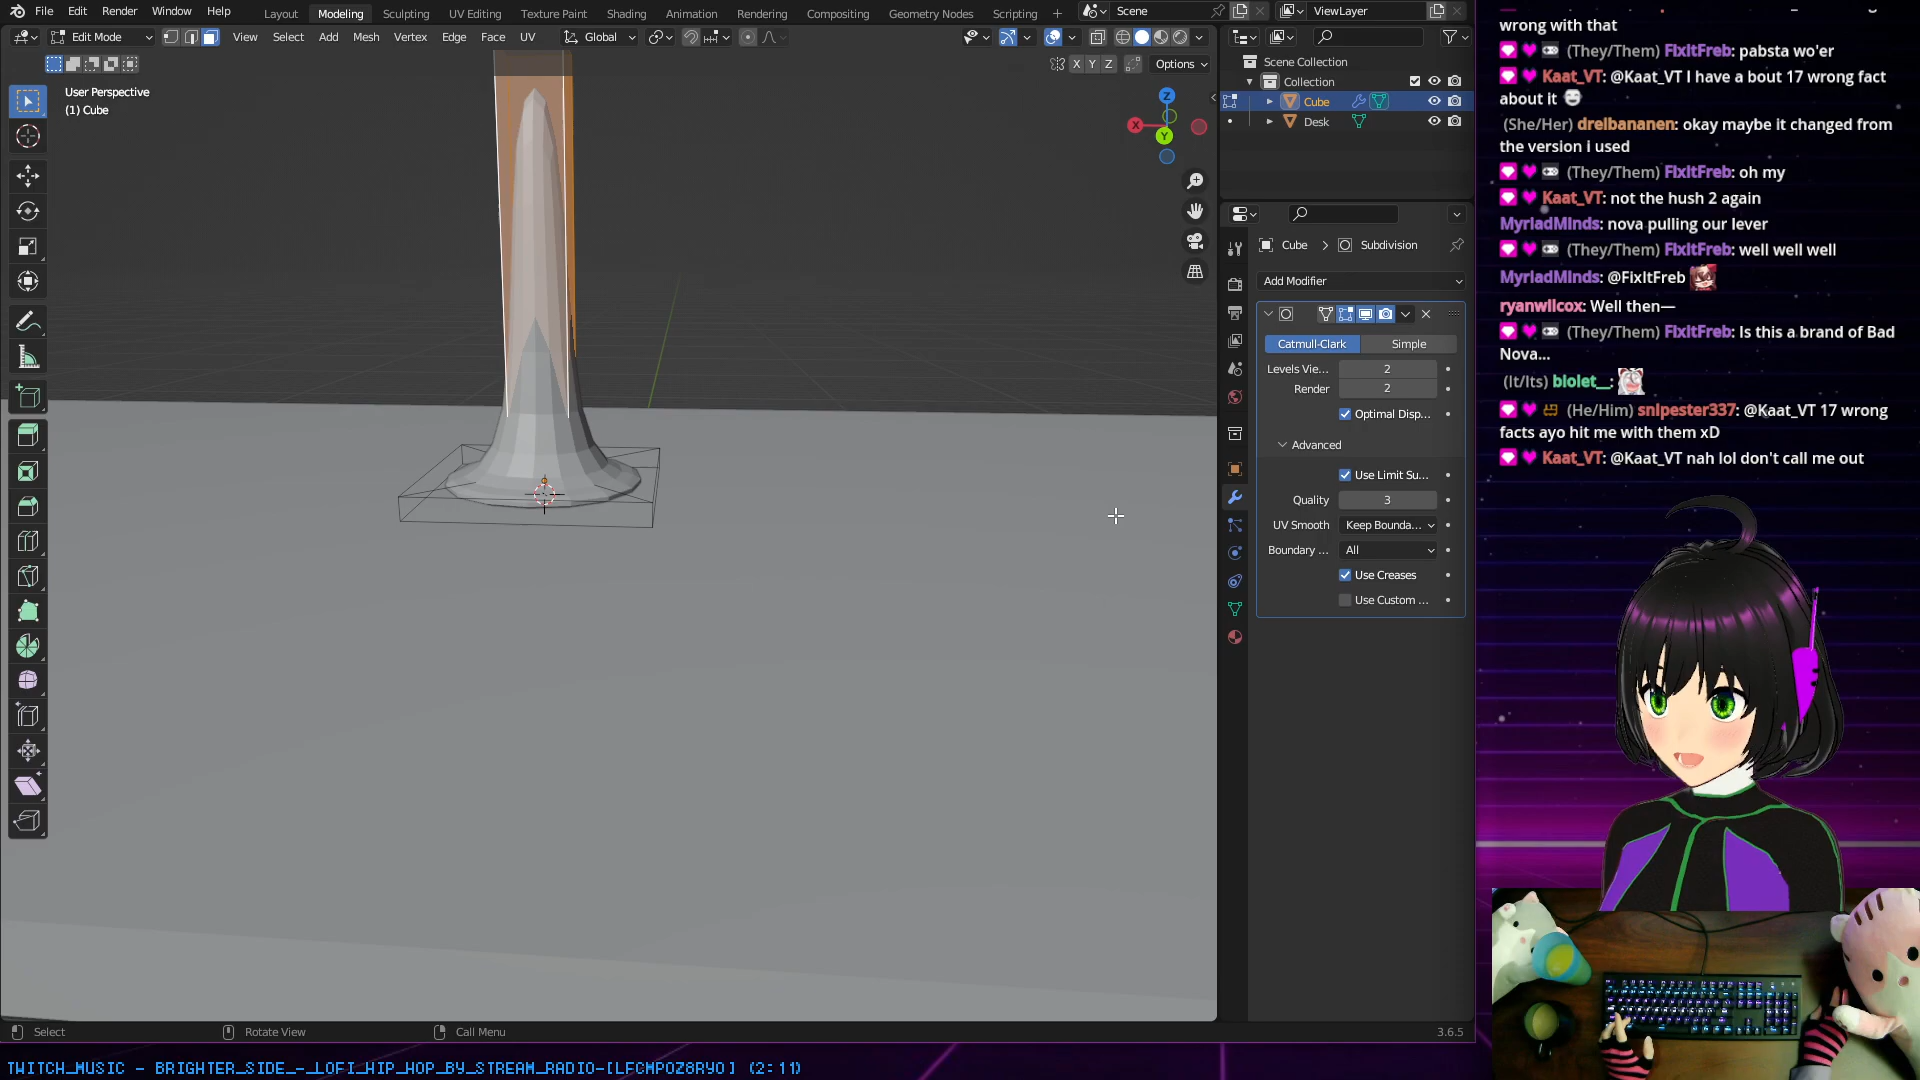 File Edit Render Window Help
Layout Modeling Sculpting UV Editing Texture Paint Shading Animation Rendering Compositing Geometry Nodes Scripting +
Scene
ViewLayer
Edit Mode View Select Add Mesh Vertex Edge Face UV
Global
X Y Z
Options
User Perspective
(1) Cube
Z
X
Y
Scene Collection
Collection
Cube
Desk
Cube > Subdivision
Add Modifier
Catmull-Clark Simple
Levels Vie... 2
Render 2
Optimal Disp...
Advanced
Use Limit Su...
Quality 3
UV Smooth Keep Bounda...
Boundary ... All
Use Creases
Use Custom ...
Select
Rotate View
Call Menu
3.6.5
wrong with that
(They/Them) FixItFreb: pabsta wo'er
Kaat_VT: @Kaat_VT I have a bout 17 wrong fact
about it
(She/Her) dreibananen: okay maybe it changed from
the version i used
(They/Them) FixItFreb: oh my
Kaat_VT: not the hush 2 again
MyriadMinds: nova pulling our lever
(They/Them) FixItFreb: well well well
MyriadMinds: @FixItFreb
ryanwilcox: Well then—
(They/Them) FixItFreb: Is this a brand of Bad
Nova...
(It/Its) biolet__:
(He/Him) snipester337: @Kaat_VT 17 wrong
facts ayo hit me with them xD
Kaat_VT: @Kaat_VT nah lol don't call me out
TWITCH_MUSIC - BRIGHTER_SIDE_-_LOFI_HIP_HOP_BY_STREAM_RADIO-[LFCMPOZ8RYO] (2:11)